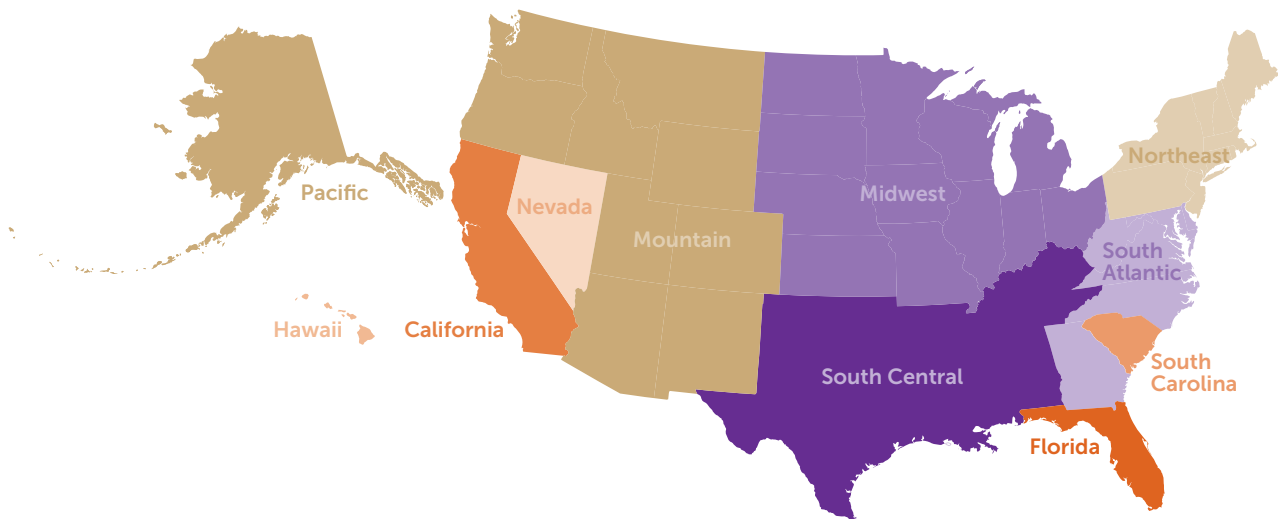 Northeast
Pacific
Midwest
Nevada
Mountain
South
Atlantic
Hawaii
California
South Central
South
Carolina
Florida